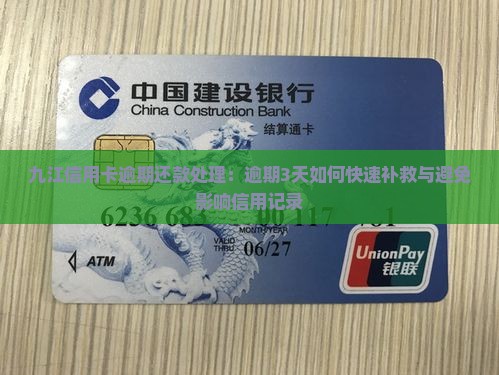 中国建设银行
China Construction Bank
结算通卡
九江信用卡逾期还款处理：逾期3天如何快速补救与避免
影响信用记录
6236 683
MONTH/YEAR
VALID
THRU
06/27
ATM
UnionPay
银联